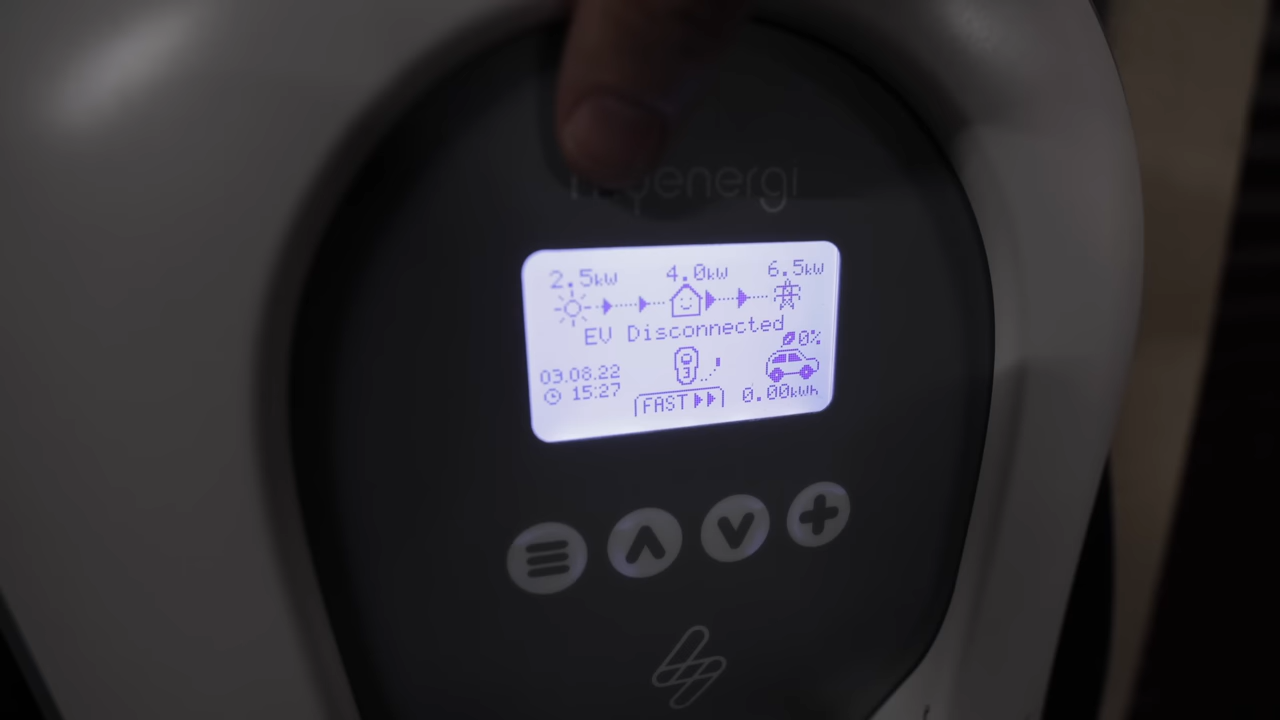 myenergi
2.5kW 4.0kW 6.5kW
EV Disconnected
0%
03.08.22
15:27
FAST
0.00kWh